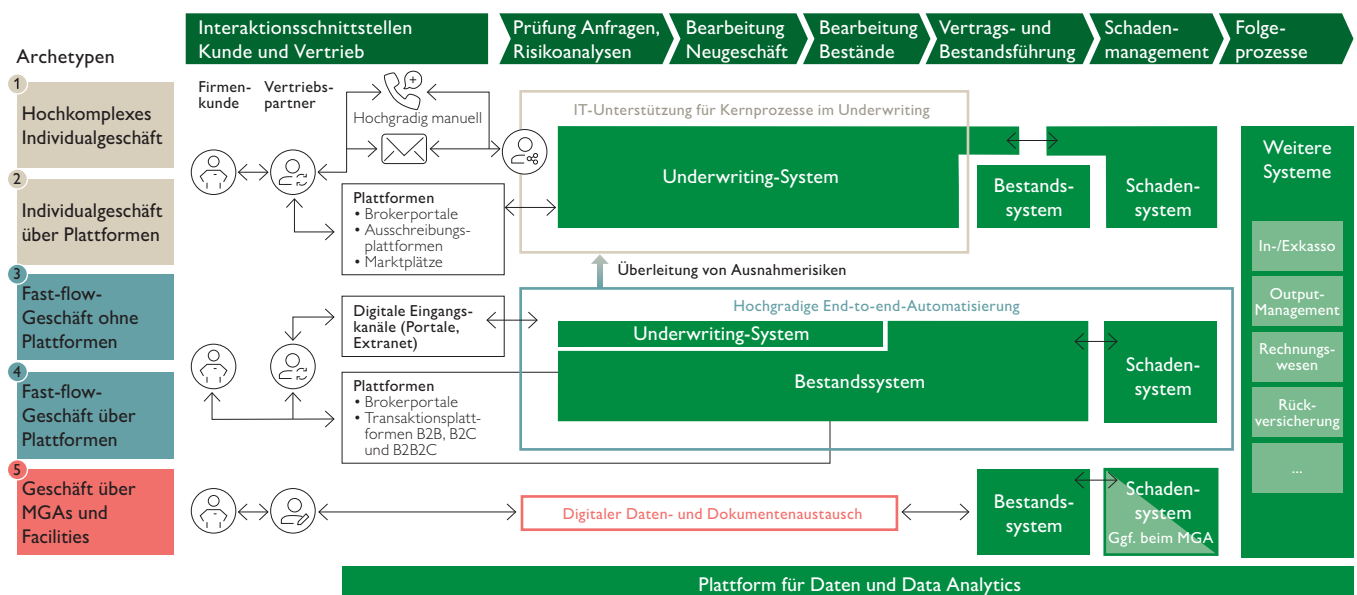 Archetypen
Interaktionsschnittstellen
Kunde und Vertrieb
Prüfung Anfragen,
Risikoanalysen
Bearbeitung
Neugeschäft
Bearbeitung
Bestände
Vertrags- und
Bestandsführung
Schaden-
management
Folge-
prozesse
1
Hochkomplexes
Individualgeschäft
2
Individualgeschäft
über Plattformen
3
Fast-flow-
Geschäft ohne
Plattformen
4
Fast-flow-
Geschäft über
Plattformen
5
Geschäft über
MGAs und
Facilities
Firmen-
kunde
Vertriebs-
partner
Hochgradig manuell
Plattformen
• Brokerportale
• Ausschreibungs-
plattformen
• Marktplätze
IT-Unterstützung für Kernprozesse im Underwriting
Underwriting-System
Bestands-
system
Schaden-
system
Überleitung von Ausnahmerisiken
Digitale Eingangs-
kanäle (Portale,
Extranet)
Plattformen
• Brokerportale
• Transaktionsplatt-
formen B2B, B2C
und B2B2C
Hochgradige End-to-end-Automatisierung
Underwriting-System
Bestandssystem
Schaden-
system
Digitaler Daten- und Dokumentenaustausch
Bestands-
system
Schaden-
system
Ggf. beim MGA
Weitere
Systeme
In-/Exkasso
Output-
Management
Rechnungs-
wesen
Rück-
versicherung
...
Plattform für Daten und Data Analytics